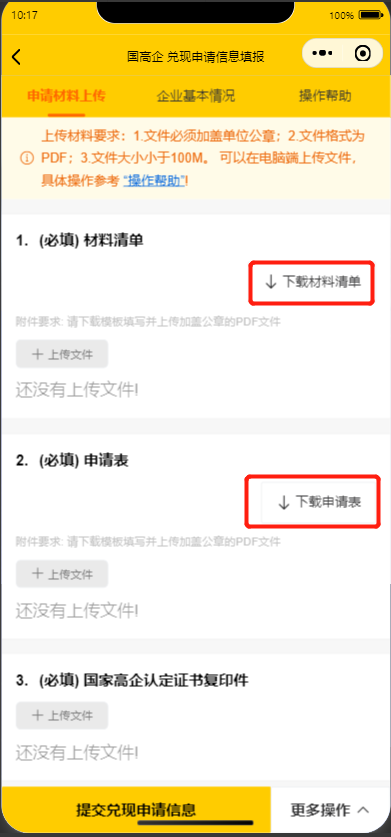 10:17
100%
国高企 兑现申请信息填报
申请材料上传
企业基本情况
操作帮助
上传材料要求：1.文件必须加盖单位公章；2.文件格式为
PDF；3.文件大小小于100M。 可以在电脑端上传文件，
具体操作参考 “操作帮助”!
1. (必填) 材料清单
下载材料清单
附件要求: 请下载模板填写并上传加盖公章的PDF文件
上传文件
还没有上传文件!
2. (必填) 申请表
下载申请表
附件要求: 请下载模板填写并上传加盖公章的PDF文件
上传文件
还没有上传文件!
3. (必填) 国家高企认定证书复印件
上传文件
还没有上传文件!
提交兑现申请信息
更多操作